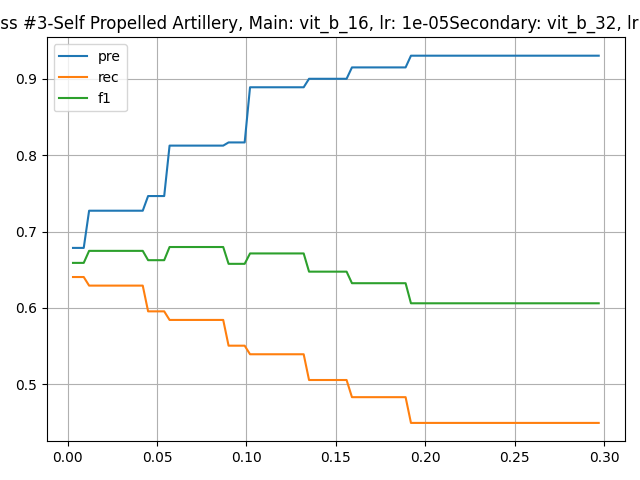 ss #3-Self Propelled Artillery, Main: vit_b_16, lr: 1e-05Secondary: vit_b_32, lr
pre
rec
f1
0.9
0.8
0.7
0.6
0.5
0.00 0.05 0.10 0.15 0.20 0.25 0.30